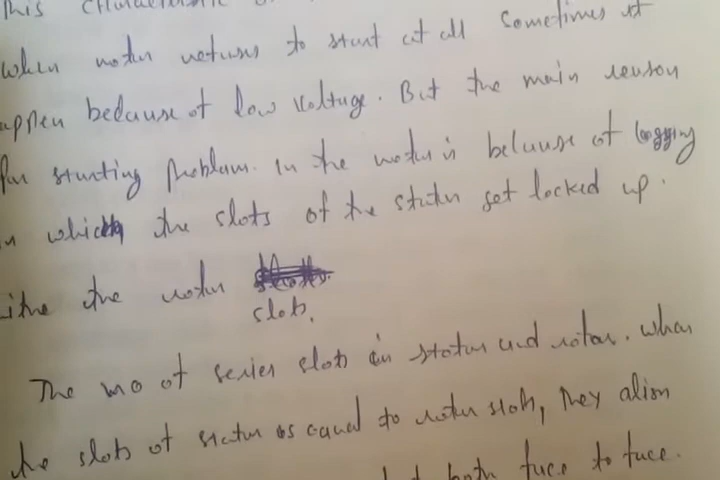 This characteristic
when motor refuses to start at all sometimes it
appen because of low voltage. But the main reason
for starting problem. In the motor is because of cogging
in which the slots of the stator get locked up.
with the rotor
slots.
The no of series slots in stator and rotor. when
the slots of stator is equal to rotor slots, they align
both face to face.